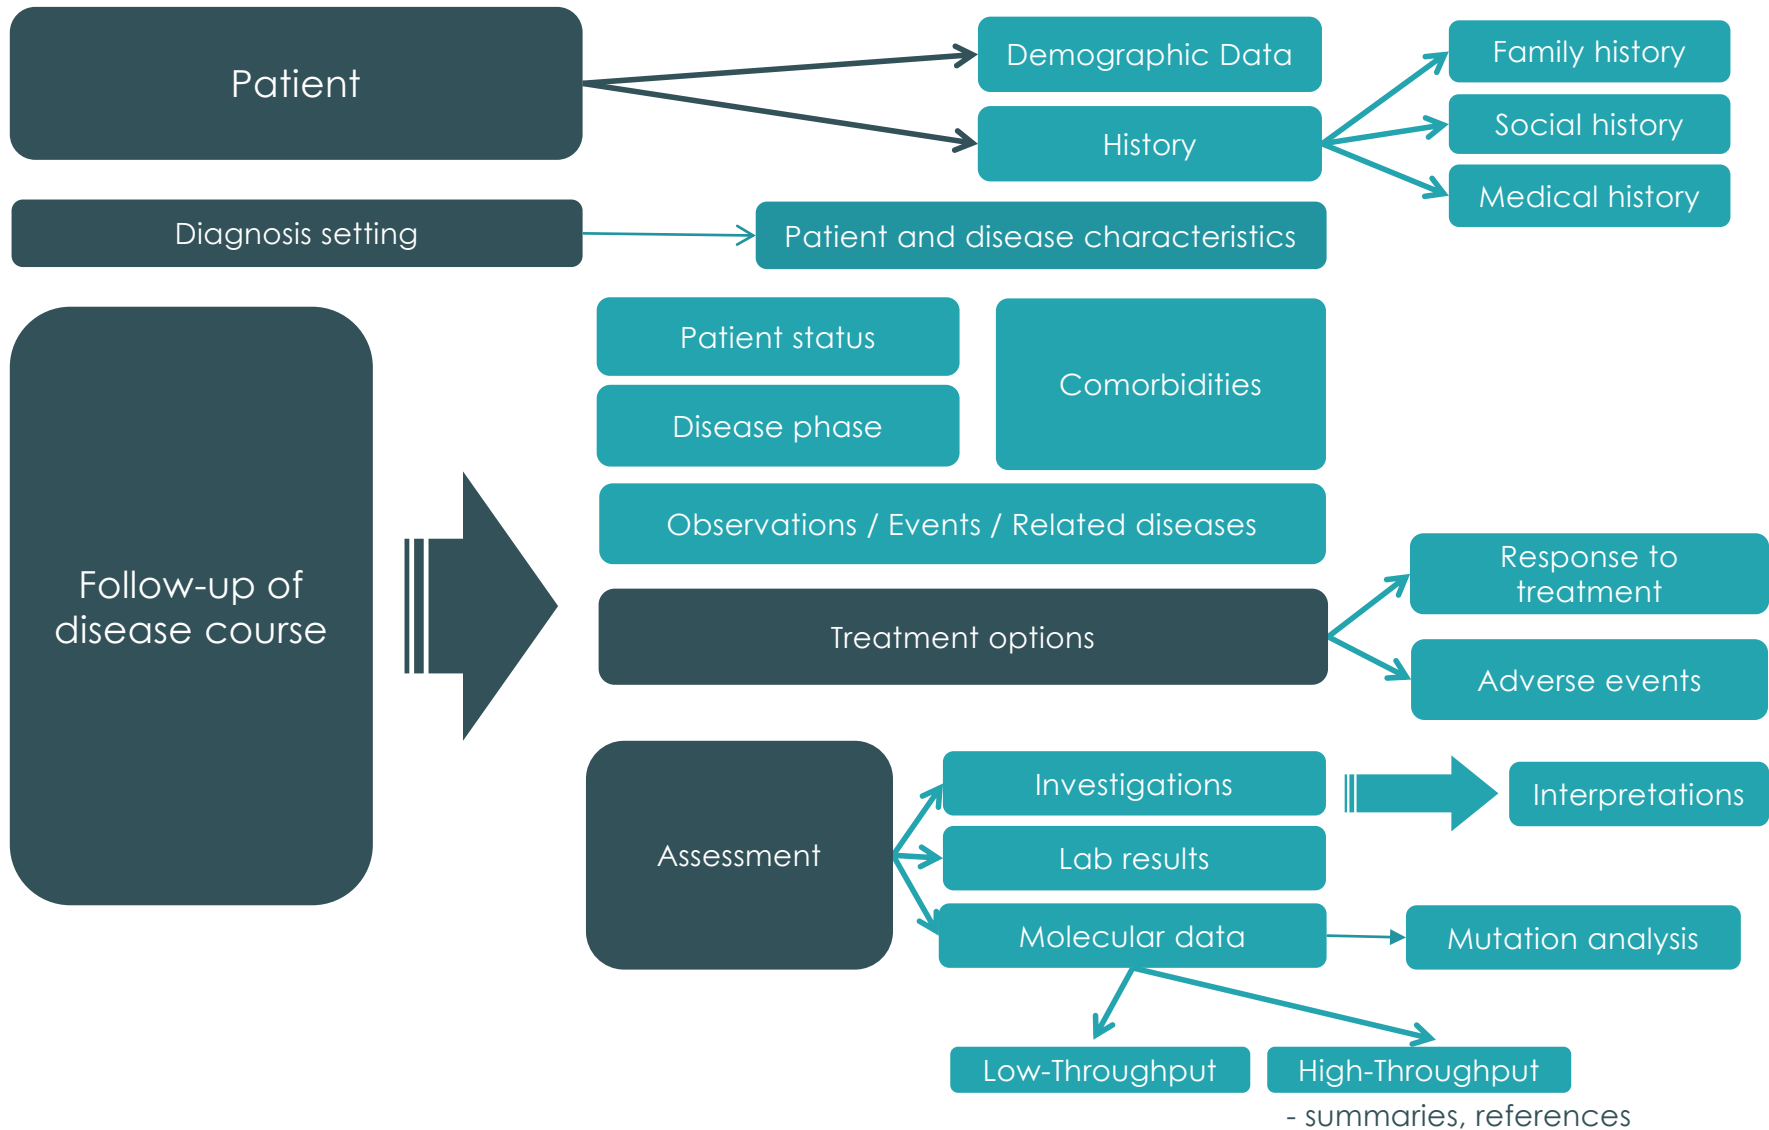 Patient
Demographic Data
History
Family history
Social history
Medical history
Diagnosis setting
Patient and disease characteristics
Follow-up of
disease course
Patient status
Disease phase
Comorbidities
Observations / Events / Related diseases
Treatment options
Response to
treatment
Adverse events
Assessment
Investigations
Interpretations
Lab results
Molecular data
Mutation analysis
Low-Throughput
High-Throughput
- summaries, references